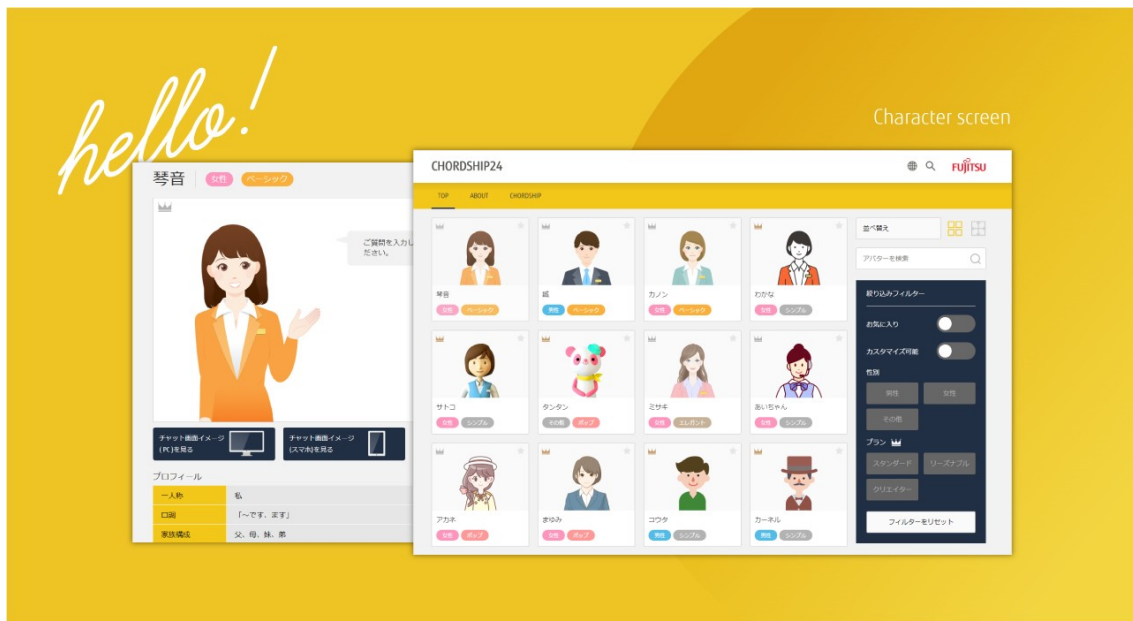 hello!
Character screen
琴音
女性 ベーシック
ご質問を入力し
ださい。
チャット画面イメージ
(PC)を見る
チャット画面イメージ
(スマホ)を見る
プロフィール
一人称 私
口調 「～です、ます」
家族構成 父、母、妹、弟
CHORDSHIP24
FUJITSU
TOP ABOUT CHORDSHIP
琴音
女性 ベーシック
男性 ベーシック
カノン
女性 ベーシック
わかな
女性 シンプル
サトコ
女性 シンプル
タンタン
その他 ポップ
ミサキ
女性 エレガント
あいちゃん
女性 シンプル
アカネ
女性 ポップ
まゆみ
女性 ポップ
コウタ
男性 シンプル
カーネル
男性 シンプル
並べ替え
アバターを検索
絞り込みフィルター
お気に入り
カスタマイズ可能
性別
男性 女性
その他
プラン
スタンダード リーズナブル
クリエイター
フィルターをリセット